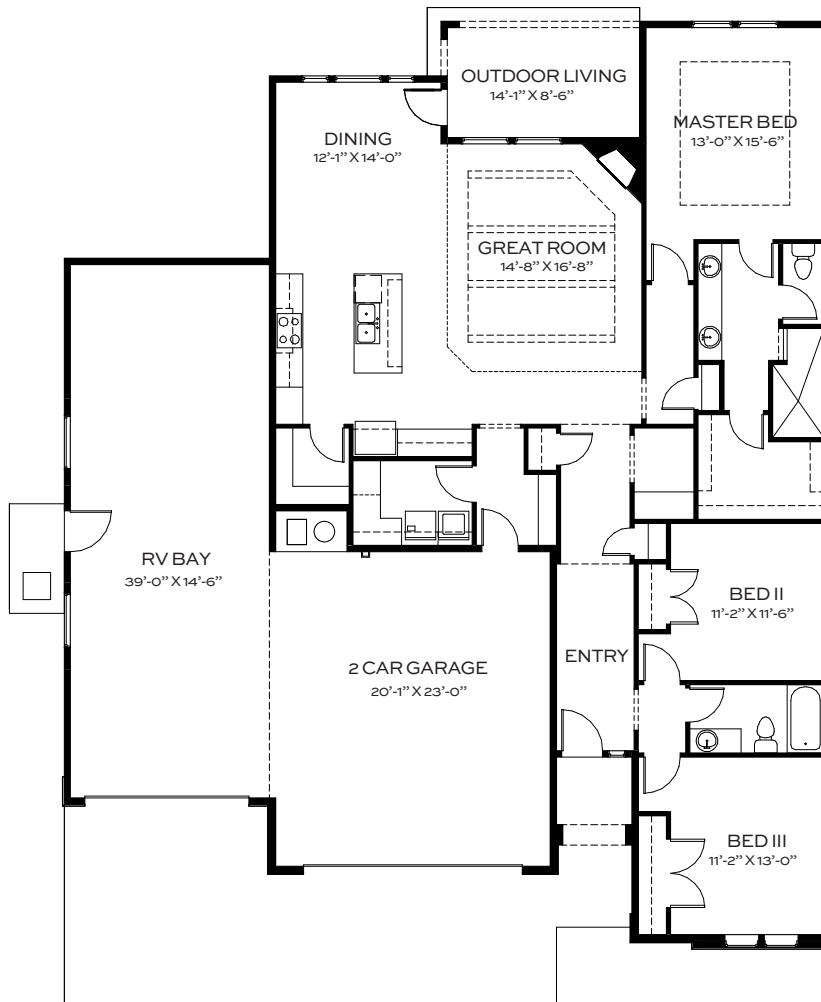 OUTDOOR LIVING
14'-1" X 8'-6"
MASTER BED
13'-0" X 15'-6"
DINING
12'-1" X 14'-0"
GREAT ROOM
14'-8" X 16'-8"
RV BAY
39'-0" X 14'-6"
BED II
11'-2" X 11'-6"
ENTRY
2 CAR GARAGE
20'-1" X 23'-0"
BED III
11'-2" X 13'-0"